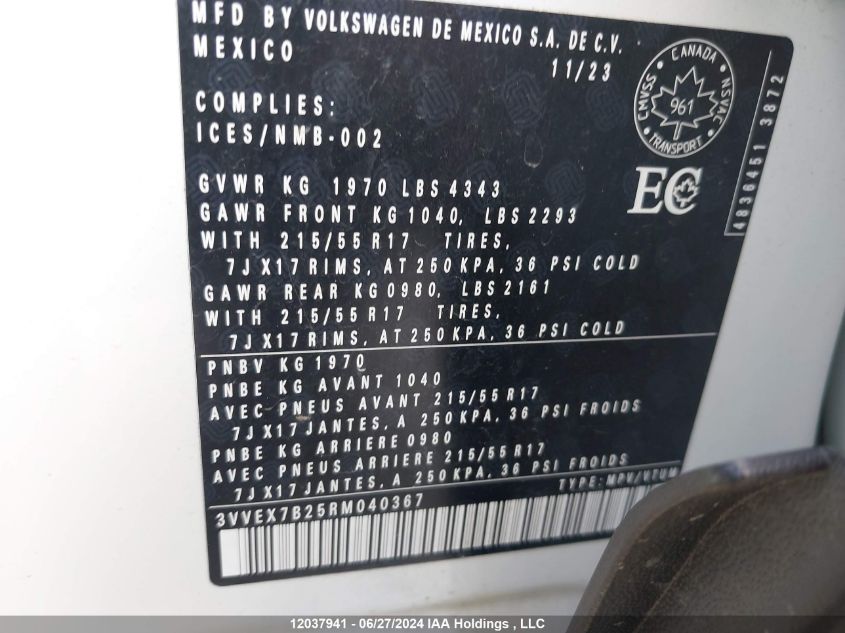 MFD BY VOLKSWAGEN DE MEXICO S.A. DE C.V.
MEXICO
11/23
CANADA
CMVSS
NSVAC
961
TRANSPORT
COMPLIES:
ICES/NMB-002
EC
4836451 3872
GVWR KG 1970 LBS 4343
GAWR FRONT KG 1040, LBS 2293
WITH 215/55 R17 TIRES,
7J X17 RIMS, AT 250 KPA, 36 PSI COLD
GAWR REAR KG 0980, LBS 2161
WITH 215/55 R17 TIRES,
7J X17 RIMS, AT 250 KPA, 36 PSI COLD
PNBV KG 1970
PNBE KG AVANT 1040
AVEC PNEUS AVANT 215/55 R17
7J X17 JANTES, A 250 KPA, 36 PSI FROIDS
PNBE KG ARRIERE 0980
AVEC PNEUS ARRIERE 215/55 R17
7J X17 JANTES, A 250 KPA, 36 PSI FROIDS
3VVEX7B25RM040367 TYPE: MPV/VTUM
12037941 - 06/27/2024 IAA Holdings , LLC